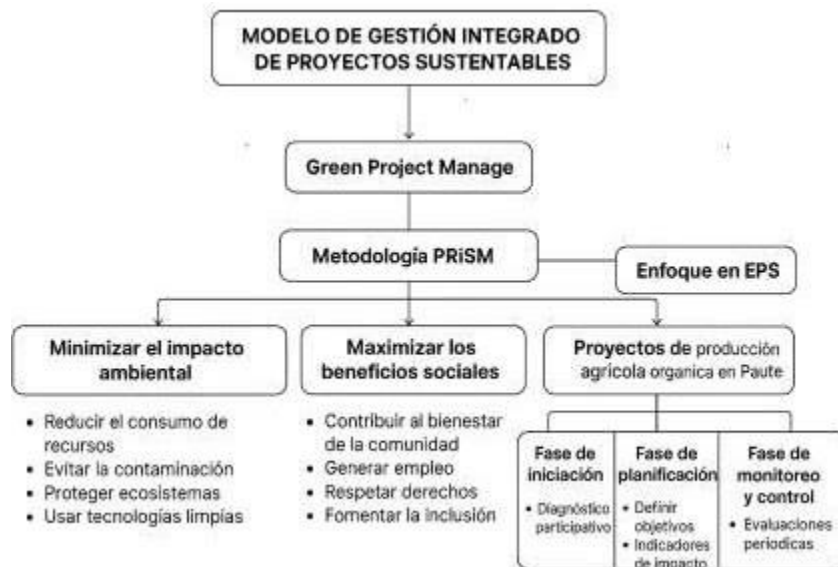 MODELO DE GESTIÓN INTEGRADO
DE PROYECTOS SUSTENTABLES
Green Project Manage
Metodología PRiSM
Enfoque en EPS
Minimizar el impacto
ambiental
• Reducir el consumo de
recursos
• Evitar la contaminación
• Proteger ecosistemas
• Usar tecnologías limpías
Maximizar los
beneficios sociales
• Contribuir al bienestar
de la comunidad
• Generar empleo
• Respetar derechos
• Fomentar la inclusión
Proyectos de producción
agrícola organica en Paute
Fase de
iniciación
• Diagnóstico
participativo
Fase de
planificación
• Definir
objetivos
• Indicadores
de impacto
Fase de
monitoreo
y control
• Evaluaciones
periodicas